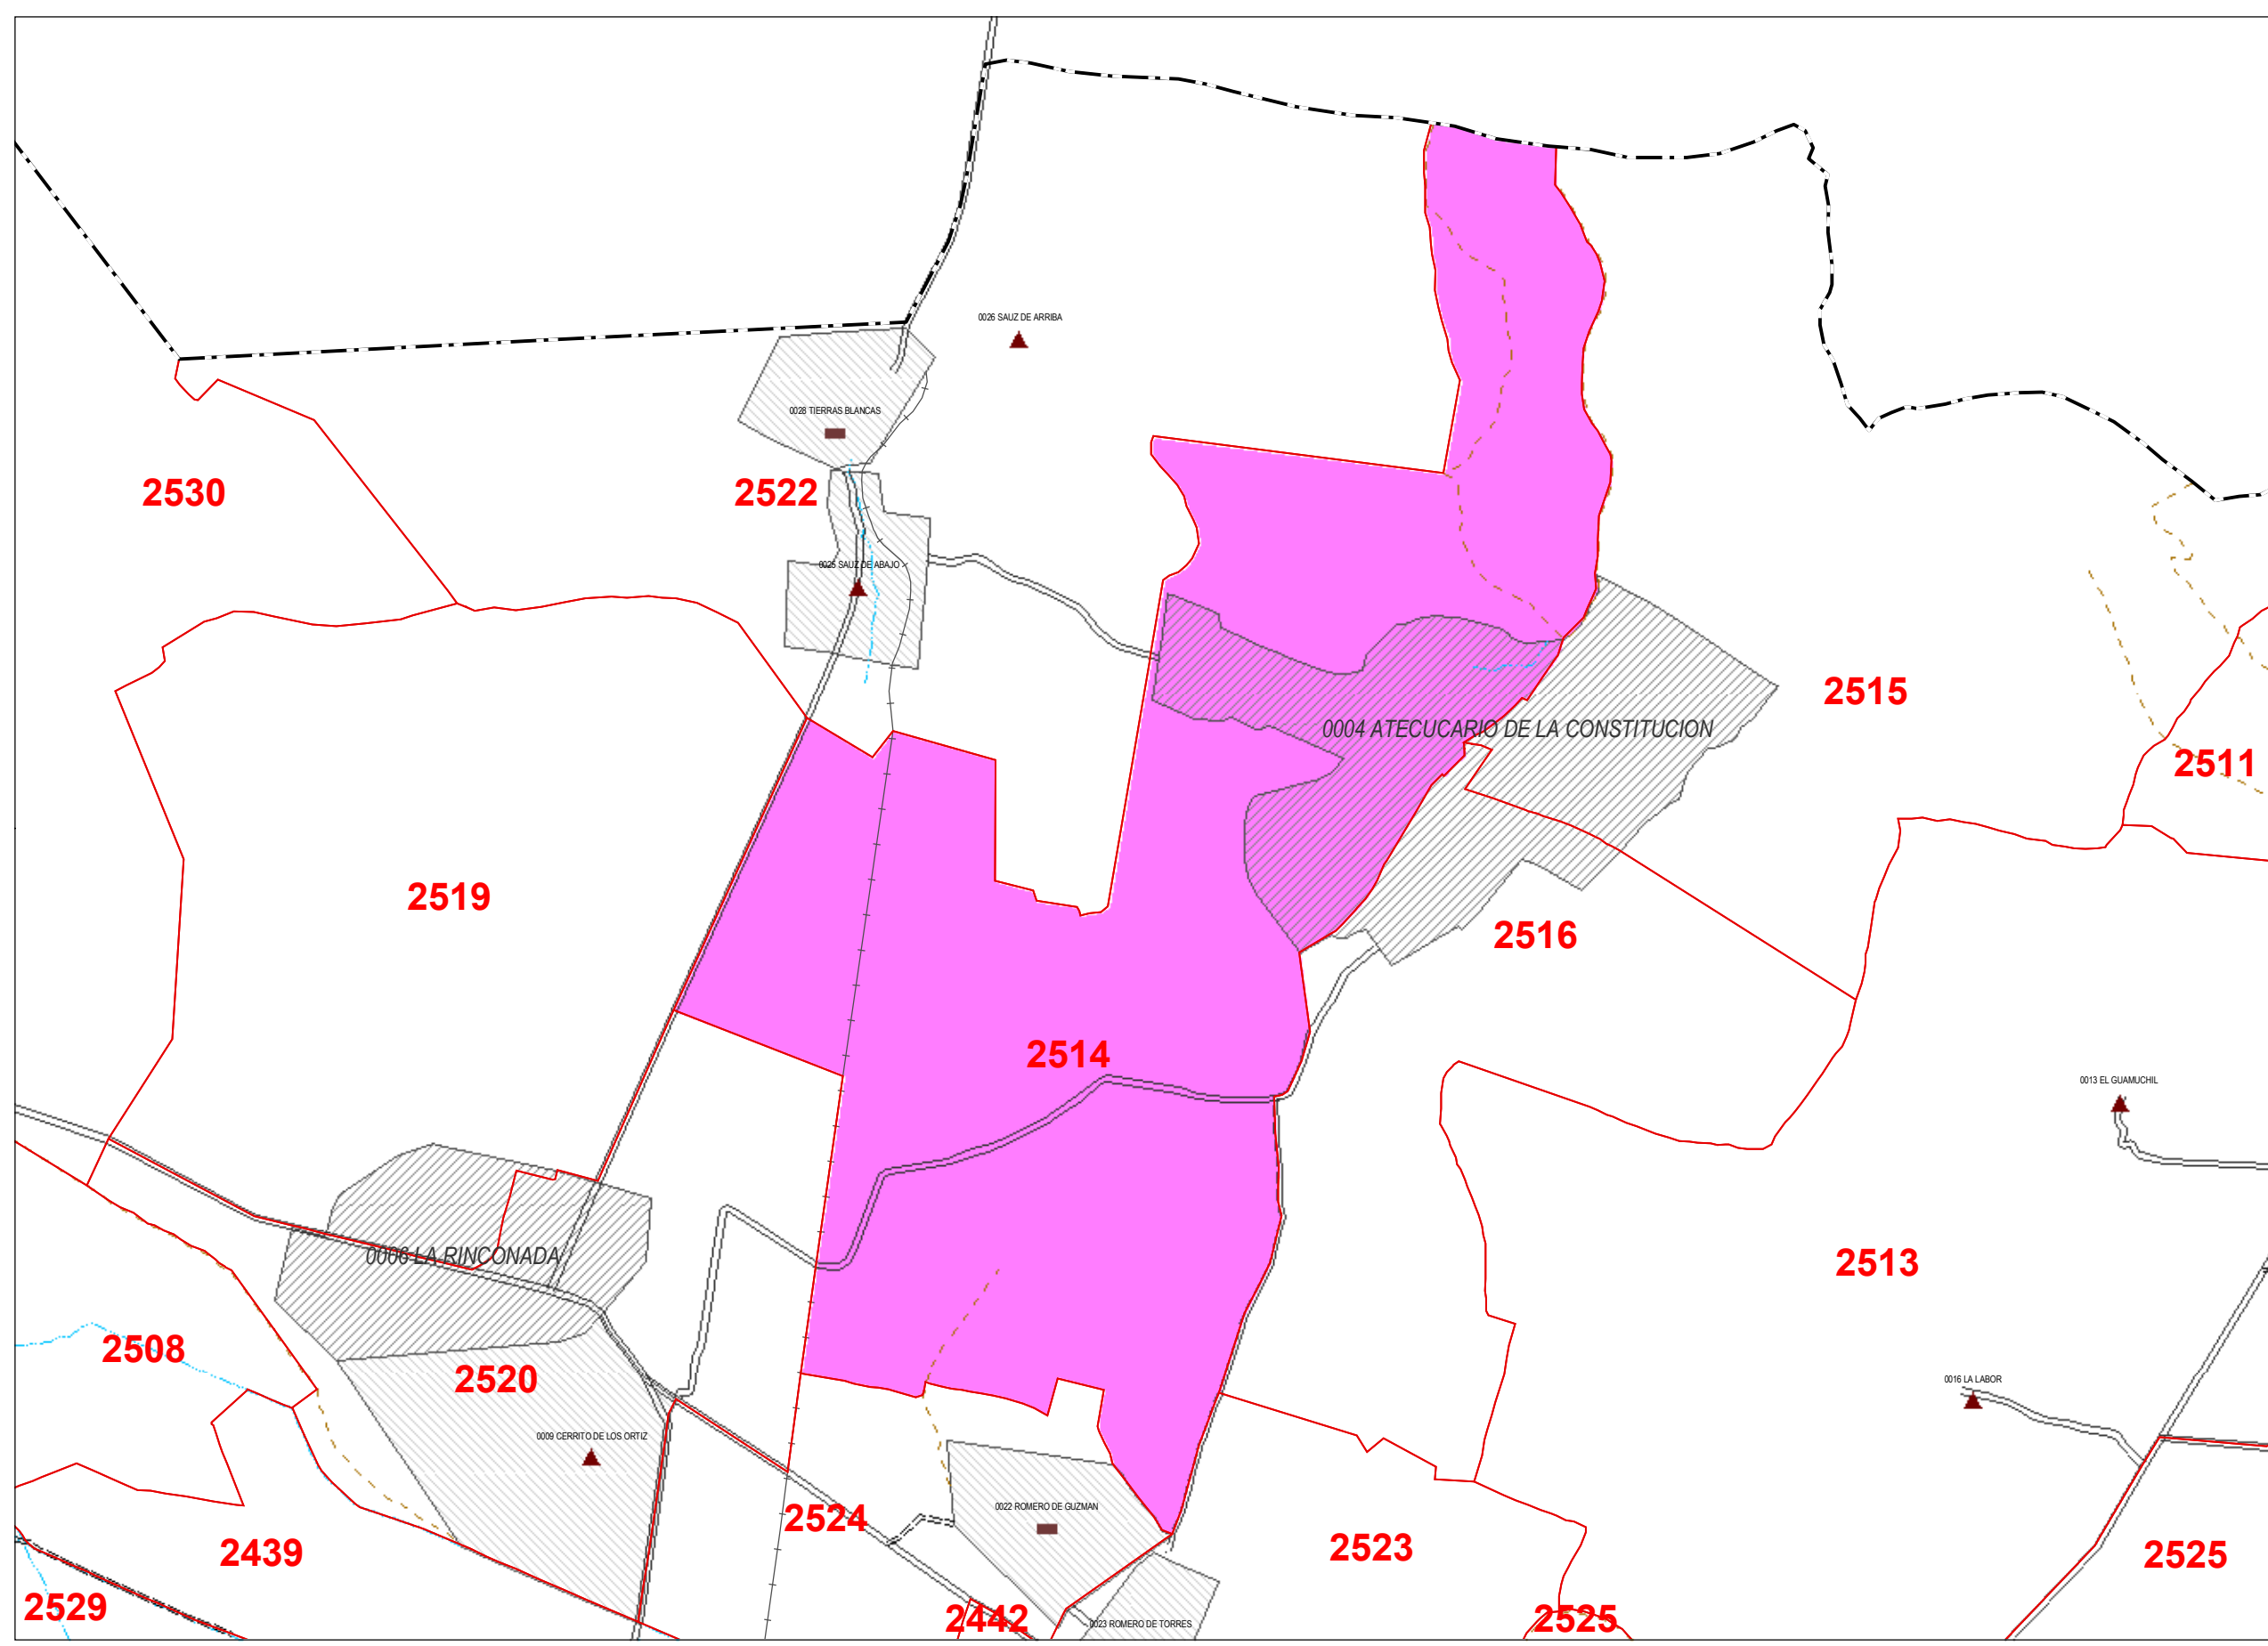 0026 SAUZ DE ARRIBA
0028 TIERRAS BLANCAS
2530
2522
0025 SAUZ DE ABAJO
2515
0004 ATECUCARIO DE LA CONSTITUCION
2511
2519
2516
2514
0013 EL GUAMUCHIL
0006 LA RINCONADA
2513
2508
2520
0016 LA LABOR
0009 CERRITO DE LOS ORTIZ
0022 ROMERO DE GUZMAN
2524
2439
2523
2525
2529
2442
0023 ROMERO DE TORRES
2525